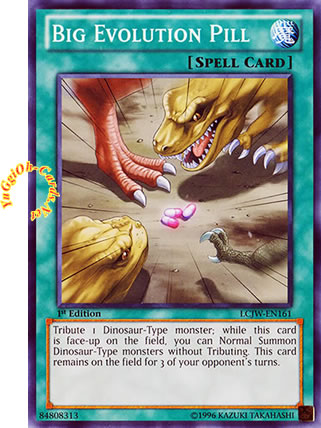 BIG EVOLUTION PILL
[SPELL CARD]
YuGiOh-Cards.Net
1st Edition
LCJW-EN161
Tribute 1 Dinosaur-Type monster; while this card
is face-up on the field, you can Normal Summon
Dinosaur-Type monsters without Tributing. This card
remains on the field for 3 of your opponent's turns.
84808313
©1996 KAZUKI TAKAHASHI